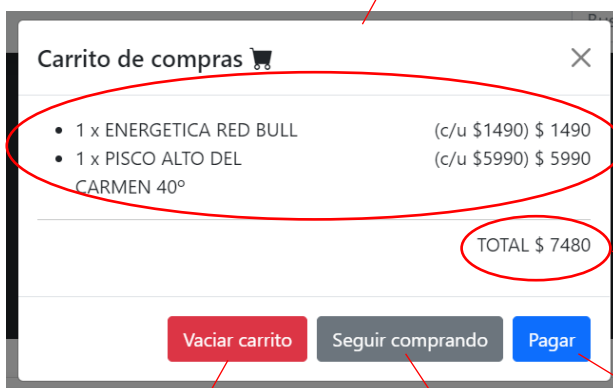 Carrito de compras
1 x ENERGETICA RED BULL (c/u $1490) $ 1490
1 x PISCO ALTO DEL (c/u $5990) $ 5990
CARMEN 40º
TOTAL $ 7480
Vaciar carrito Seguir comprando Pagar